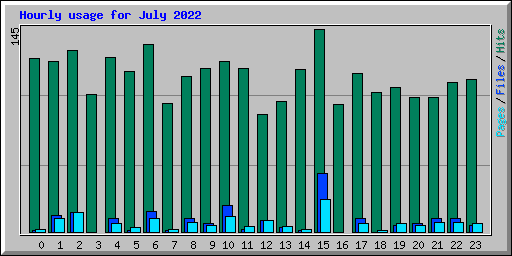 Hourly usage for July 2022
145
Pages/Files/Hits
0 1 2 3 4 5 6 7 8 9 10 11 12 13 14 15 16 17 18 19 20 21 22 23